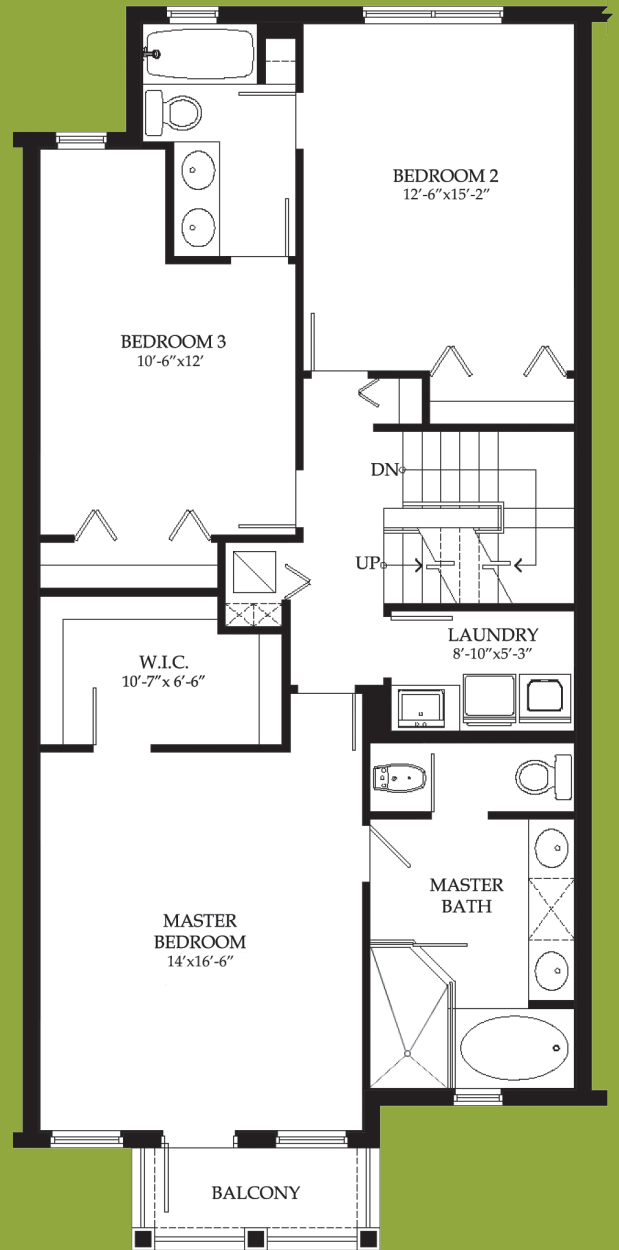 BEDROOM 2
12'-6"x15'-2"
BEDROOM 3
10'-6"x12'
DN
UP
LAUNDRY
8'-10"x5'-3"
W.I.C.
10'-7"x 6'-6"
MASTER
BATH
MASTER
BEDROOM
14'x16'-6"
BALCONY